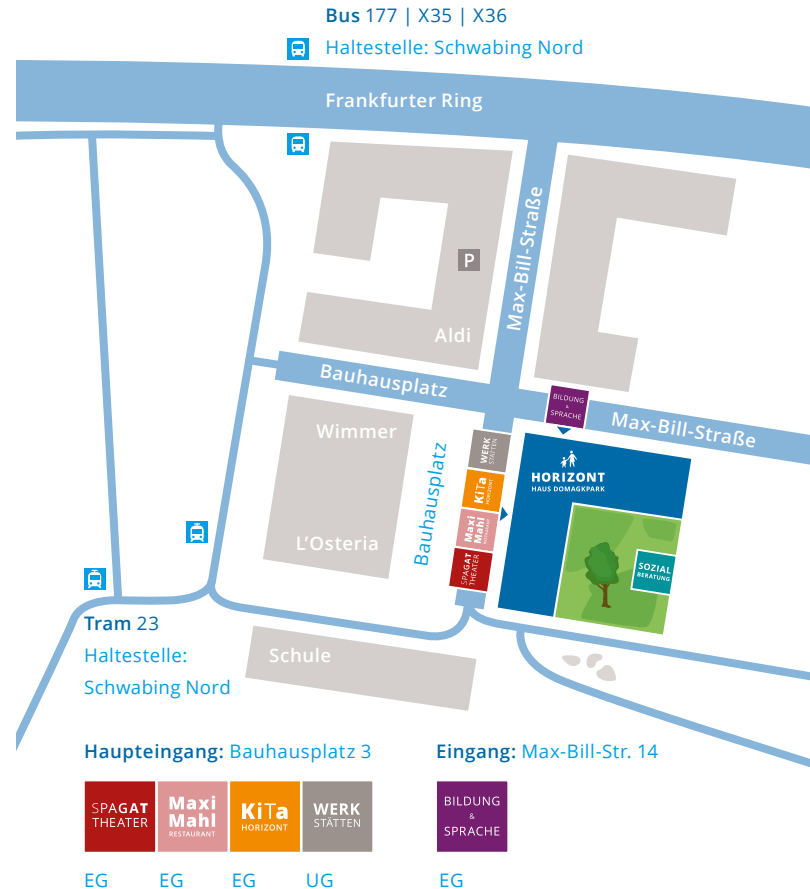 Bus 177 | X35 | X36
Haltestelle: Schwabing Nord
Frankfurter Ring
Max-Bill-Straße
P
Aldi
Bauhausplatz
BILDUNG
&
SPRACHE
Max-Bill-Straße
Wimmer
L'Osteria
Bauhausplatz
WERK
STÄTTEN
KiTa
HORIZONT
Maxi
Mahl
RESTAURANT
SPAGAT
THEATER
HORIZONT
HAUS DOMAGKPARK
SOZIAL
BERATUNG
Tram 23
Haltestelle:
Schwabing Nord
Schule
Haupteingang: Bauhausplatz 3
Eingang: Max-Bill-Str. 14
SPAGAT
THEATER
Maxi
Mahl
RESTAURANT
KiTa
HORIZONT
WERK
STÄTTEN
BILDUNG
&
SPRACHE
EG
EG
EG
UG
EG